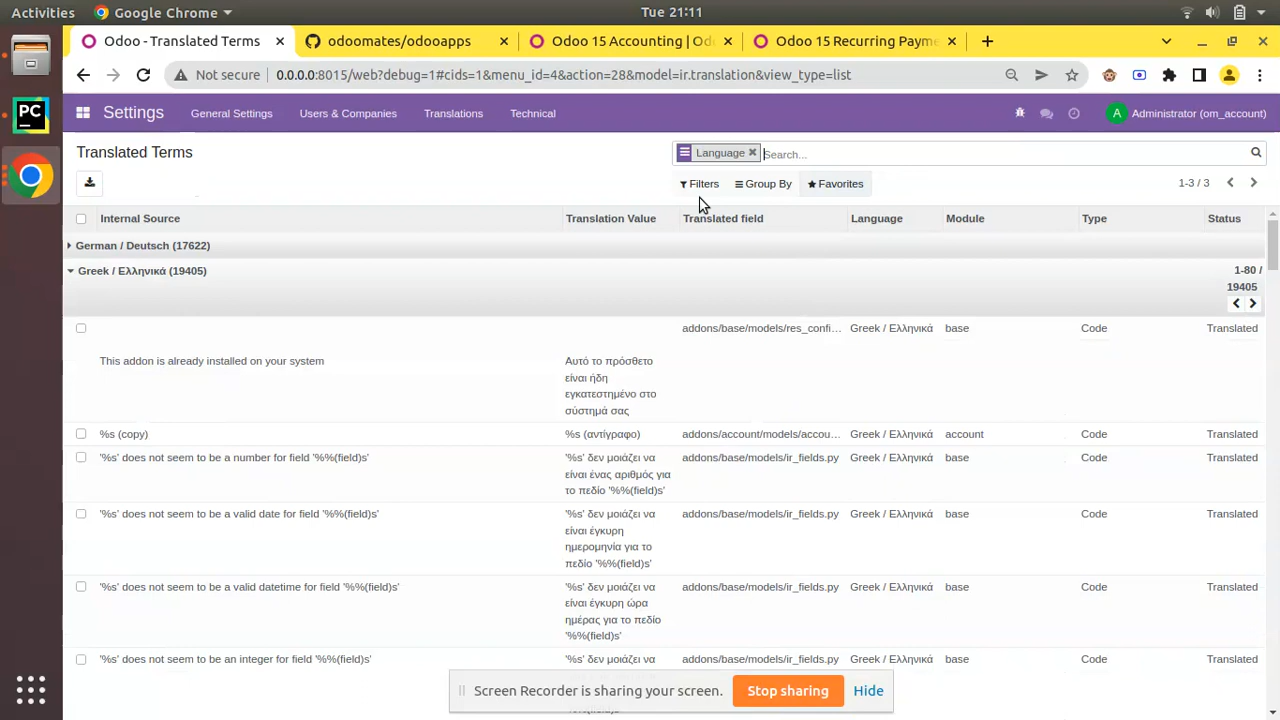 Activities Google Chrome Tue 21:11
Odoo - Translated Terms odoomates/odooapps Odoo 15 Accounting | Od Odoo 15 Recurring Payme
Not secure 0.0.0.0:8015/web?debug=1#cids=1&menu_id=4&action=28&model=ir.translation&view_type=list
Settings General Settings Users & Companies Translations Technical A Administrator (om_account)
Translated Terms Language Search...
Filters Group By Favorites 1-3 / 3
Internal Source Translation Value Translated field Language Module Type Status
German / Deutsch (17622)
Greek / Ελληνικά (19405) 1-80 /
19405
addons/base/models/res_confi... Greek / Ελληνικά base Code Translated
This addon is already installed on your system Αυτό το πρόσθετο
είναι ήδη
εγκατεστημένο στο
σύστημά σας
%s (copy) %s (αντίγραφο) addons/account/models/accou... Greek / Ελληνικά account Code Translated
'%s' does not seem to be a number for field '%%(field)s' '%s' δεν μοιάζει να addons/base/models/ir_fields.py Greek / Ελληνικά base Code Translated
είναι ένας αριθμός για
το πεδίο '%%(field)s'
'%s' does not seem to be a valid date for field '%%(field)s' '%s' δεν μοιάζει να addons/base/models/ir_fields.py Greek / Ελληνικά base Code Translated
είναι έγκυρη
ημερομηνία για το
πεδίο '%%(field)s'
'%s' does not seem to be a valid datetime for field '%%(field)s' '%s' δεν μοιάζει να addons/base/models/ir_fields.py Greek / Ελληνικά base Code Translated
είναι έγκυρη ώρα
ημέρας για το πεδίο
'%%(field)s'
'%s' does not seem to be an integer for field '%%(field)s' '%s' δεν μοιάζει να addons/base/models/ir_fields.py Greek / Ελληνικά base Code Translated
PC
Screen Recorder is sharing your screen. Stop sharing Hide